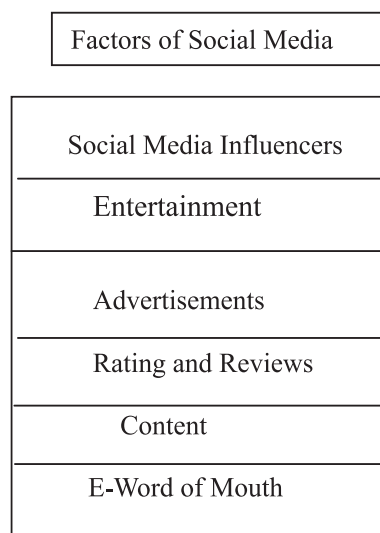 Factors of Social Media
Social Media Influencers
Entertainment
Advertisements
Rating and Reviews
Content
E-Word of Mouth